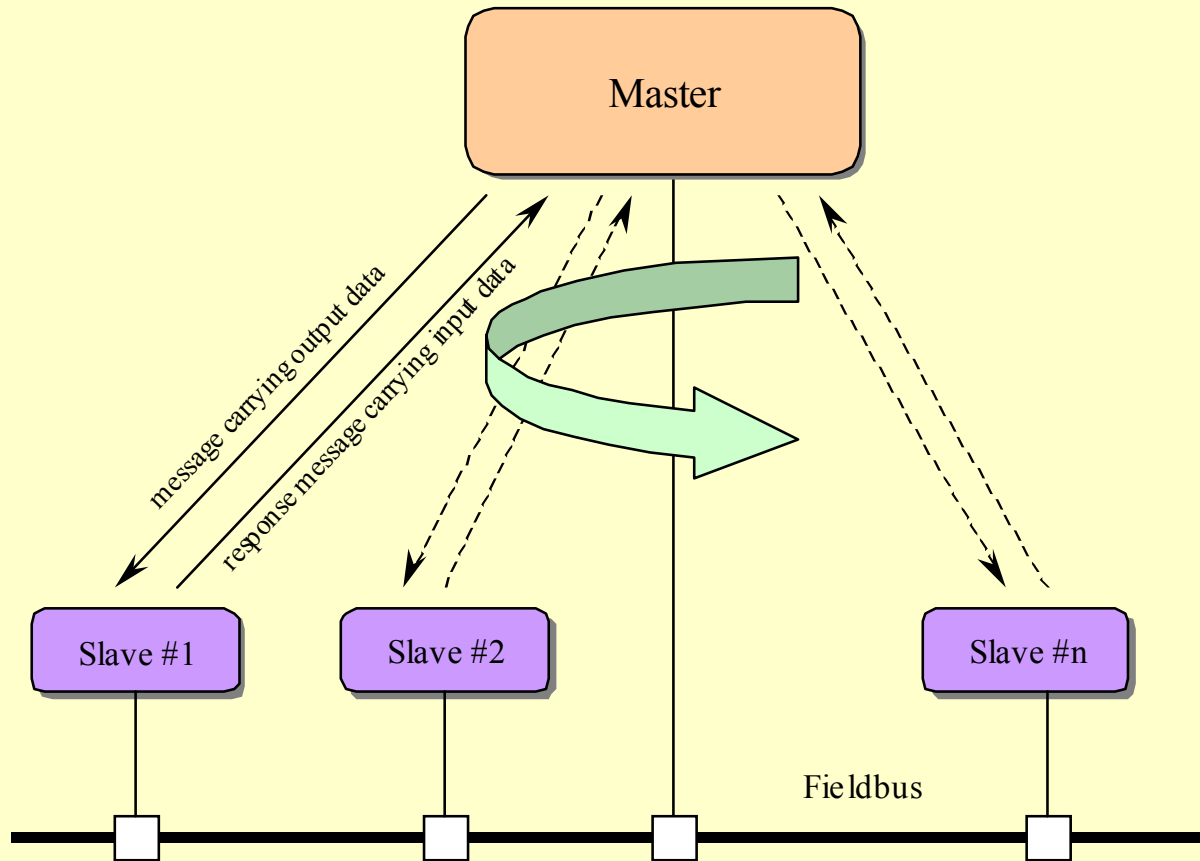 Master
message carrying output data
response message carrying input data
Slave #1
Slave #2
Slave #n
Fieldbus